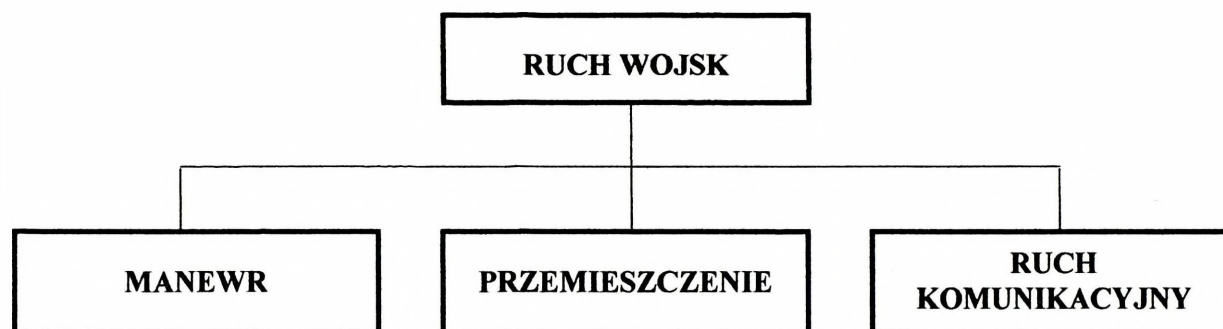 RUCH WOJSK
MANEWR
PRZEMIESZCZENIE
RUCH
KOMUNIKACYJNY